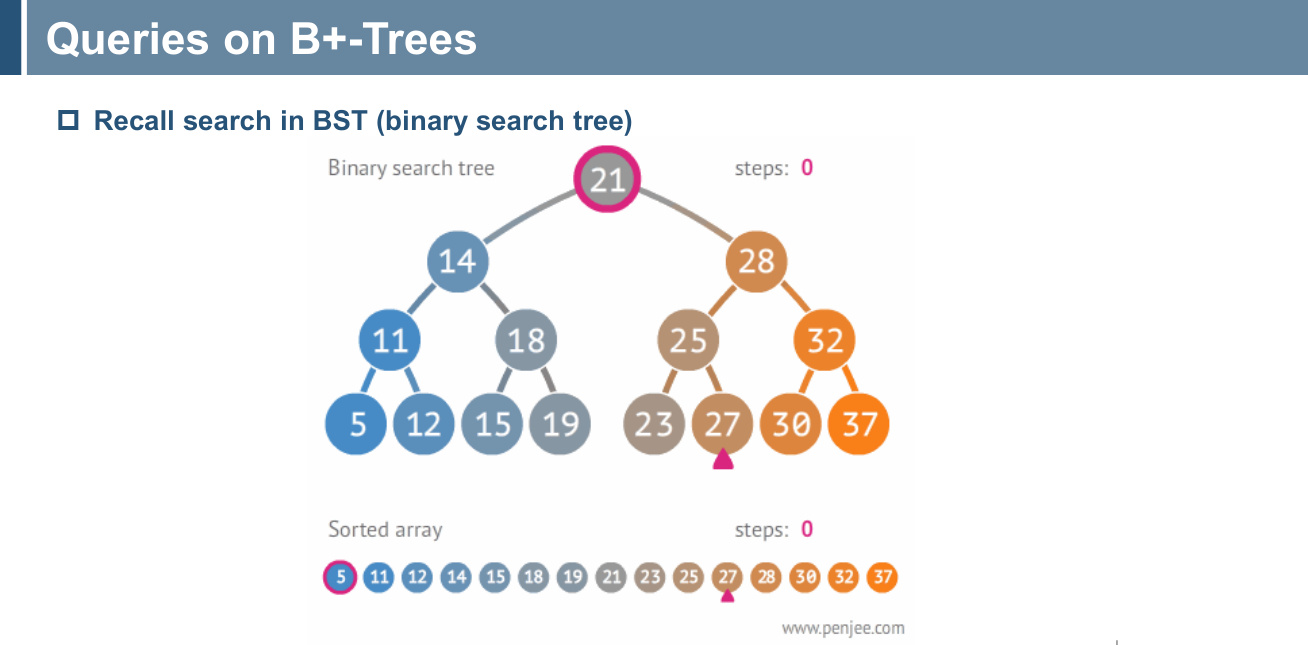 Queries on B+-Trees
Recall search in BST (binary search tree)
Binary search tree
steps: 0
21
14 28
11 18 25 32
5 12 15 19 23 27 30 37
Sorted array
steps: 0
5 11 12 14 15 18 19 21 23 25 27 28 30 32 37
www.penjee.com